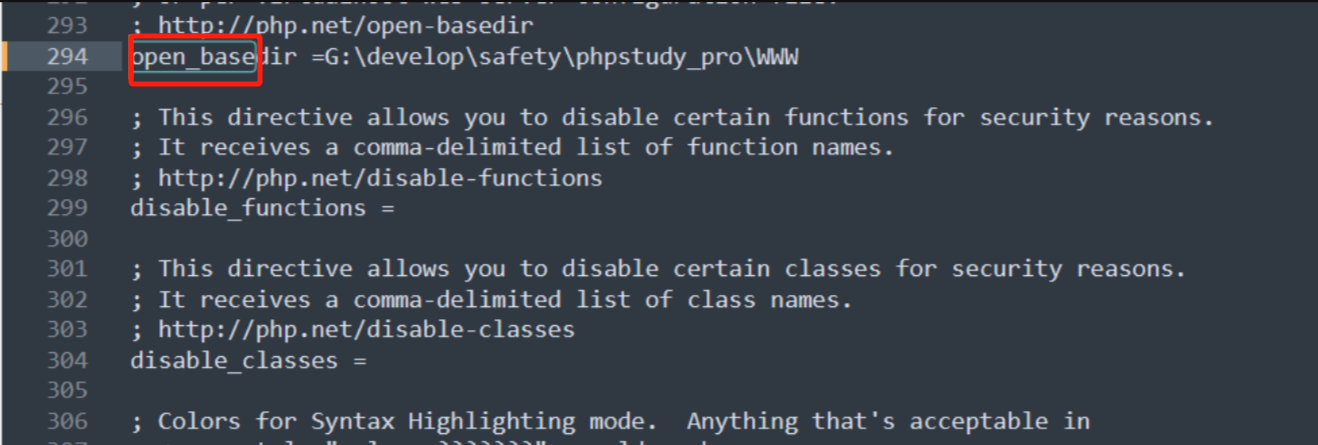 293 ; http://php.net/open-basedir
294 open_basedir =G:\develop\safety\phpstudy_pro\WWW
295
296 ; This directive allows you to disable certain functions for security reasons.
297 ; It receives a comma-delimited list of function names.
298 ; http://php.net/disable-functions
299 disable_functions =
300
301 ; This directive allows you to disable certain classes for security reasons.
302 ; It receives a comma-delimited list of class names.
303 ; http://php.net/disable-classes
304 disable_classes =
305
306 ; Colors for Syntax Highlighting mode.  Anything that's acceptable in